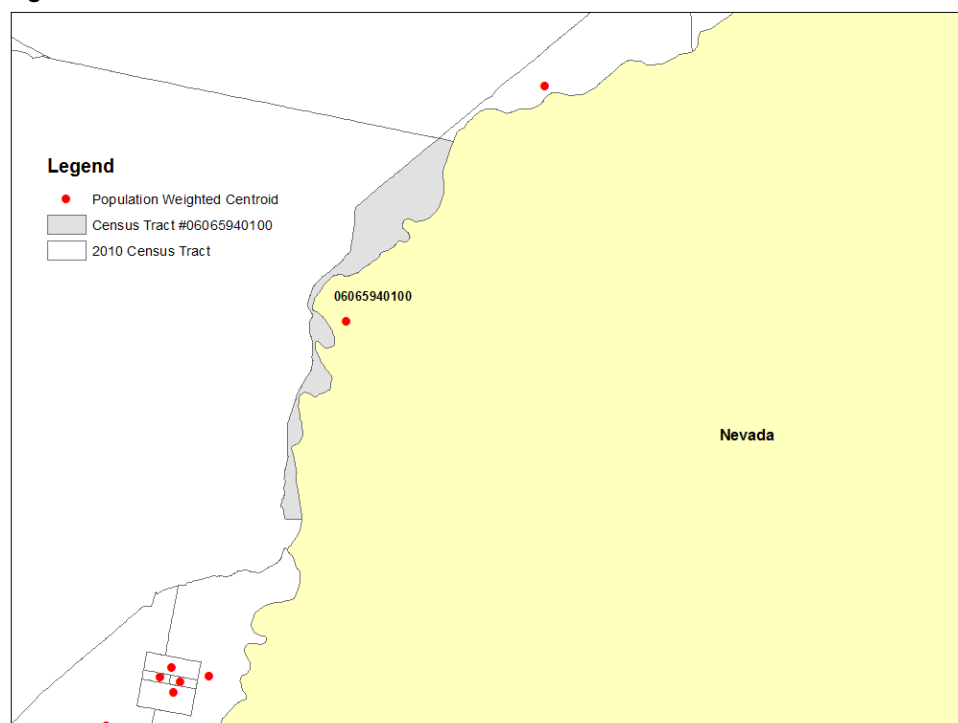 Legend
Population Weighted Centroid
Census Tract #06065940100
2010 Census Tract
06065940100
Nevada